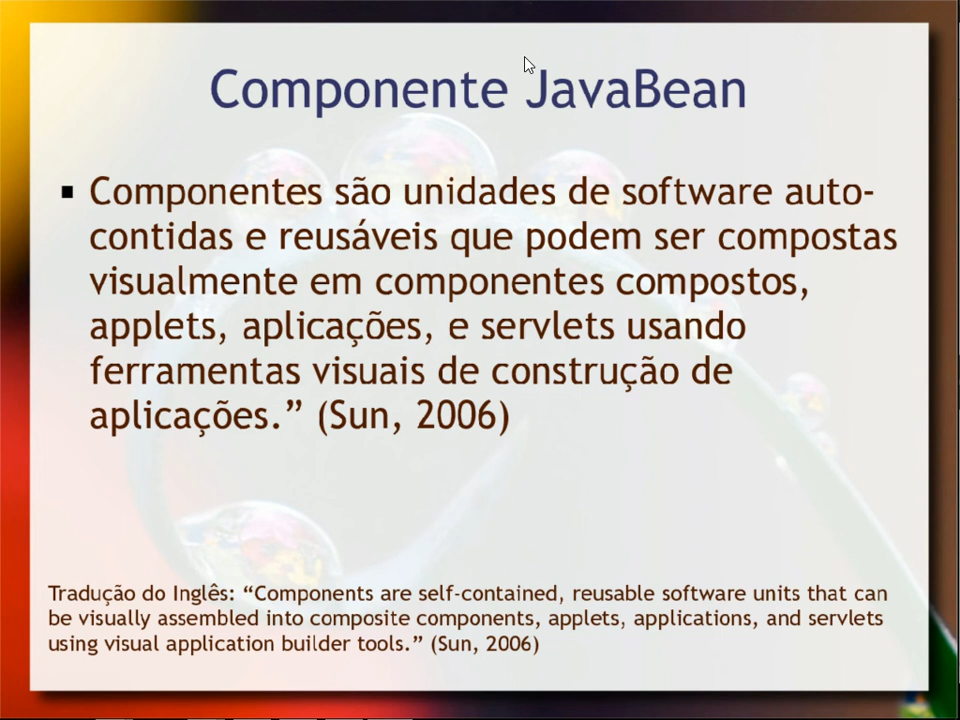 Componente JavaBean
▪ Componentes são unidades de software auto-
contidas e reusáveis que podem ser compostas
visualmente em componentes compostos,
applets, aplicações, e servlets usando
ferramentas visuais de construção de
aplicações.” (Sun, 2006)
Tradução do Inglês: “Components are self-contained, reusable software units that can
be visually assembled into composite components, applets, applications, and servlets
using visual application builder tools.” (Sun, 2006)